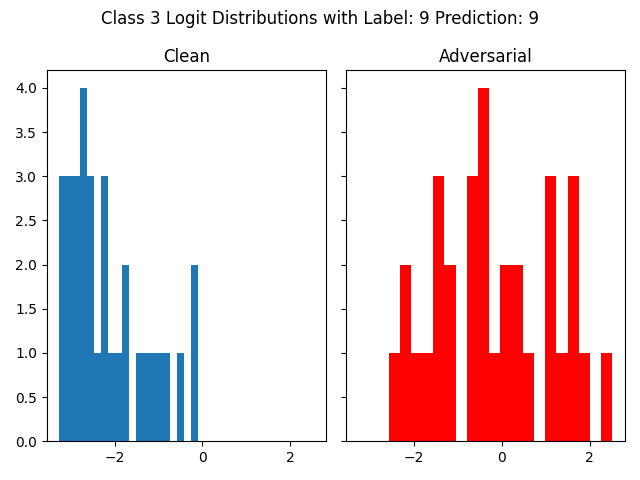 Class 3 Logit Distributions with Label: 9 Prediction: 9
Clean
Adversarial
4.0
3.5
3.0
2.5
2.0
1.5
1.0
0.5
0.0
−2 0 2
−2 0 2